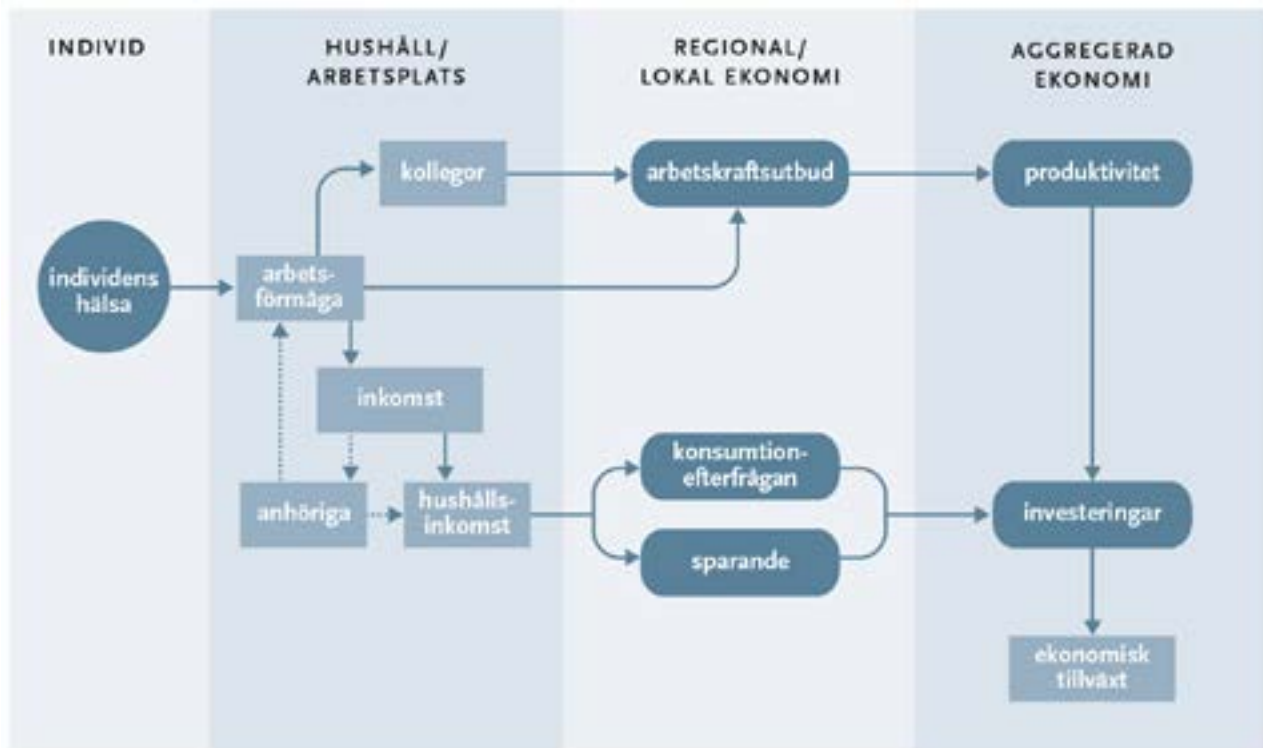 INDIVID
HUSHÅLL/
ARBETSPLATS
REGIONAL/
LOKAL EKONOMI
AGGREGERAD
EKONOMI
kollegor
arbetskraftsutbud
produktivitet
individens
hälsa
arbets-
förmåga
inkomst
konsumtion-
efterfrågan
anhöriga
hushålls-
inkomst
investeringar
sparande
ekonomisk
tillväxt